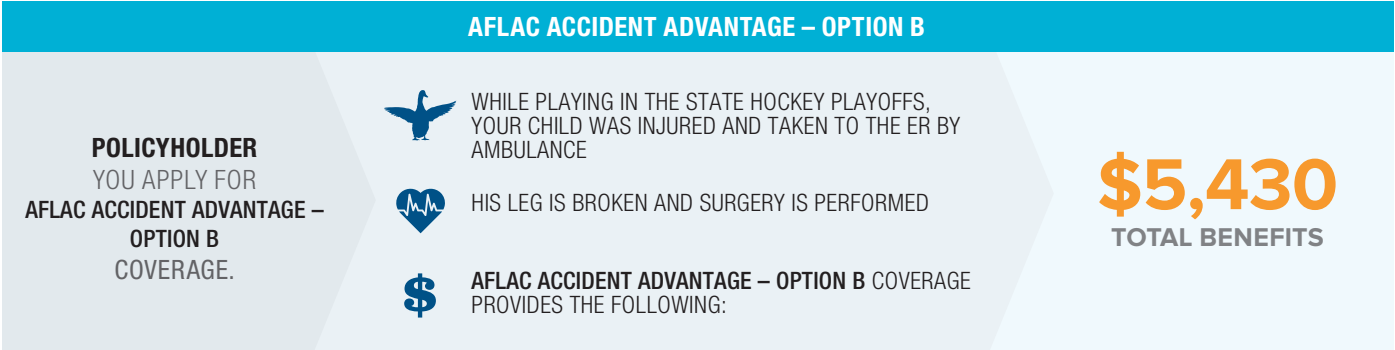 AFLAC ACCIDENT ADVANTAGE – OPTION B
POLICYHOLDER
YOU APPLY FOR
AFLAC ACCIDENT ADVANTAGE –
OPTION B
COVERAGE.
WHILE PLAYING IN THE STATE HOCKEY PLAYOFFS,
YOUR CHILD WAS INJURED AND TAKEN TO THE ER BY
AMBULANCE
HIS LEG IS BROKEN AND SURGERY IS PERFORMED
$
AFLAC ACCIDENT ADVANTAGE – OPTION B COVERAGE
PROVIDES THE FOLLOWING:
$5,430
TOTAL BENEFITS